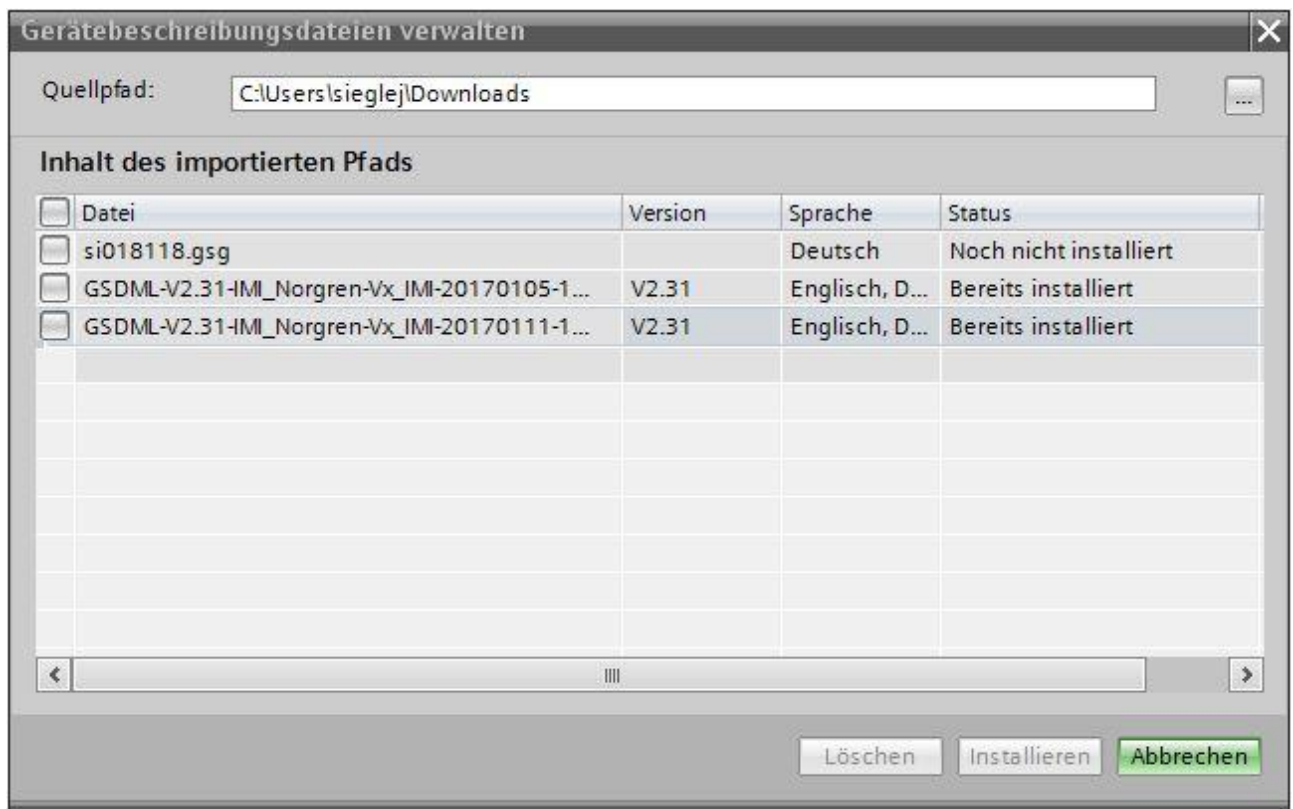 Gerätebeschreibungsdateien verwalten
Quellpfad: C:\Users\sieglej\Downloads ...
Inhalt des importierten Pfads
Datei Version Sprache Status
si018118.gsg Deutsch Noch nicht installiert
GSDML-V2.31-IMI_Norgren-Vx_IMI-20170105-1... V2.31 Englisch, D... Bereits installiert
GSDML-V2.31-IMI_Norgren-Vx_IMI-20170111-1... V2.31 Englisch, D... Bereits installiert
Löschen Installieren Abbrechen